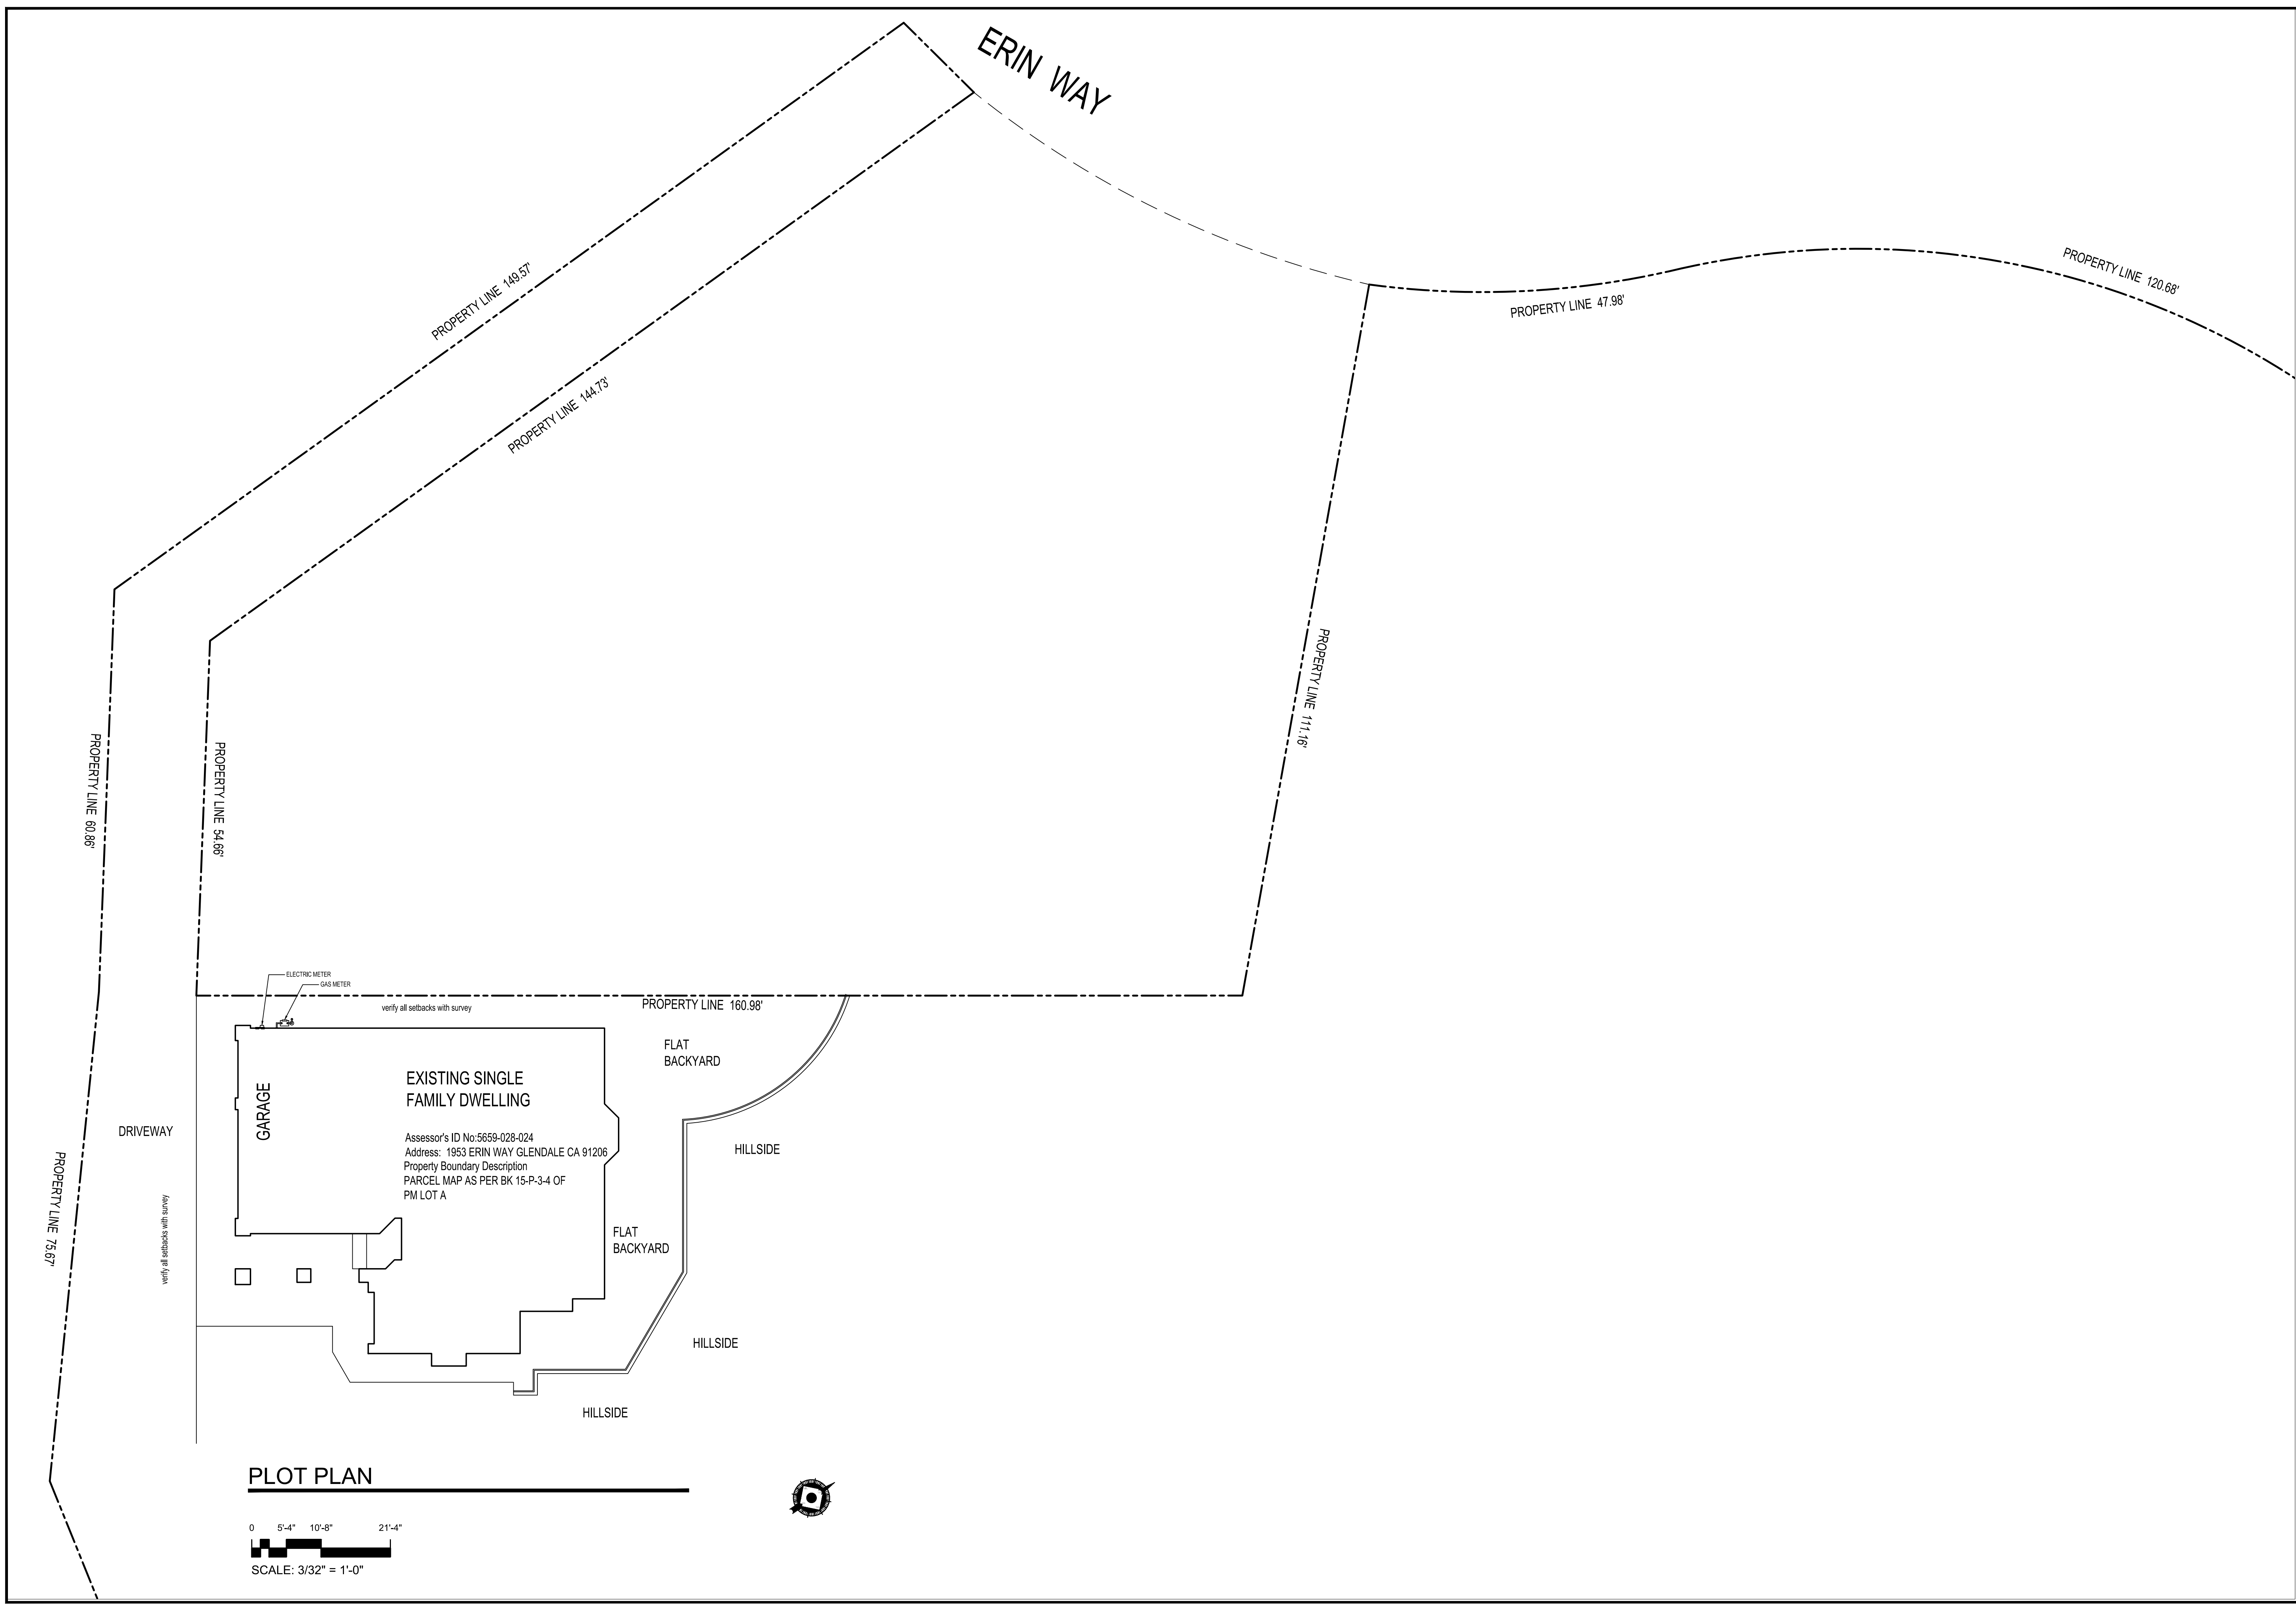 ERIN WAY
PROPERTY LINE 149.57'
PROPERTY LINE 144.73'
PROPERTY LINE 47.98'
PROPERTY LINE 120.68'
PROPERTY LINE 111.16'
PROPERTY LINE 60.86'
PROPERTY LINE 54.66'
ELECTRIC METER
GAS METER
verify all setbacks with survey
PROPERTY LINE 160.98'
FLAT
BACKYARD
GARAGE
EXISTING SINGLE
FAMILY DWELLING
Assessor's ID No:5659-028-024
Address: 1953 ERIN WAY GLENDALE CA 91206
Property Boundary Description
PARCEL MAP AS PER BK 15-P-3-4 OF
PM LOT A
DRIVEWAY
HILLSIDE
PROPERTY LINE 75.67'
verify all setbacks with survey
FLAT
BACKYARD
HILLSIDE
HILLSIDE
PLOT PLAN
0 5'-4" 10'-8" 21'-4"
SCALE: 3/32" = 1'-0"